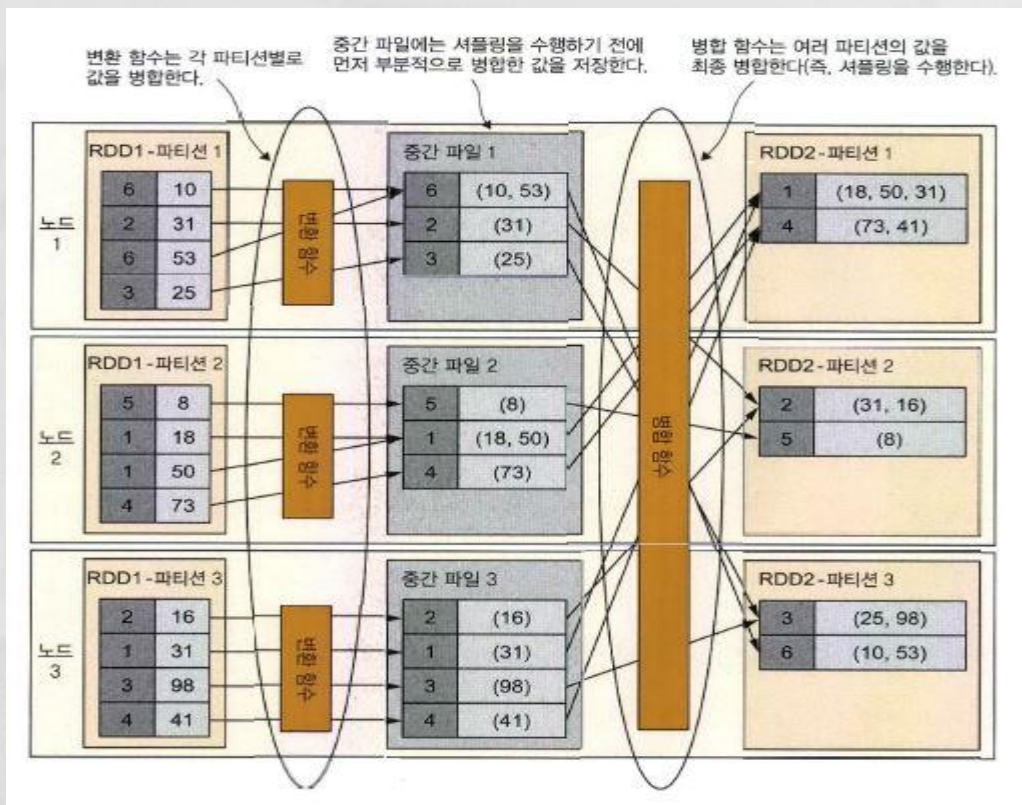 변환 함수는 각 파티션별로
값을 병합한다.
중간 파일에는 셔플링을 수행하기 전에
먼저 부분적으로 병합한 값을 저장한다.
병합 함수는 여러 파티션의 값을
최종 병합한다(즉, 셔플링을 수행한다).
노드
1
RDD1-파티션 1
6 10
2 31
6 53
3 25
변환 함수
중간 파일 1
6 (10, 53)
2 (31)
3 (25)
RDD2-파티션 1
1 (18, 50, 31)
4 (73, 41)
노드
2
RDD1-파티션 2
5 8
1 18
1 50
4 73
변환 함수
중간 파일 2
5 (8)
1 (18, 50)
4 (73)
병합 함수
RDD2-파티션 2
2 (31, 16)
5 (8)
노드
3
RDD1-파티션 3
2 16
1 31
3 98
4 41
변환 함수
중간 파일 3
2 (16)
1 (31)
3 (98)
4 (41)
RDD2-파티션 3
3 (25, 98)
6 (10, 53)